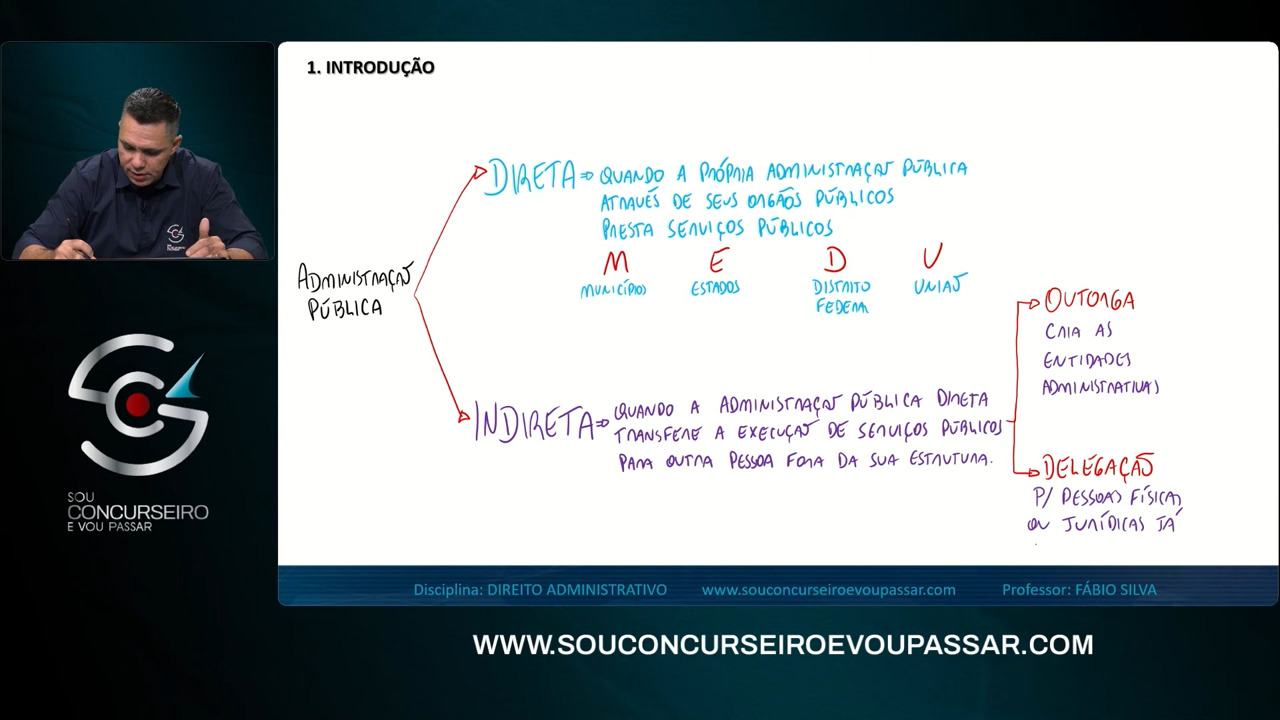 1. INTRODUÇÃO
ADMINISTRAÇÃO
PÚBLICA
DIRETA ⇒ QUANDO A PRÓPRIA ADMINISTRAÇÃO PÚBLICA
ATRAVÉS DE SEUS ORGÃOS PÚBLICOS
PRESTA SERVIÇOS PÚBLICOS
M E D U
MUNICÍPIOS ESTADOS DISTRITO UNIÃO
FEDERAL
INDIRETA ⇒ QUANDO A ADMINISTRAÇÃO PÚBLICA DIRETA
TRANSFERE A EXECUÇÃO DE SERVIÇOS PÚBLICOS
PARA OUTRA PESSOA FORA DA SUA ESTRUTURA.
OUTORGA
CRIA AS
ENTIDADES
ADMINISTRATIVAS
DELEGAÇÃO
P/ PESSOAS FÍSICAS
OU JURÍDICAS JÁ
SOU
CONCURSEIRO
E VOU PASSAR
Disciplina: DIREITO ADMINISTRATIVO www.souconcurseiroevoupassar.com Professor: FÁBIO SILVA
WWW.SOUCONCURSEIROEVOUPASSAR.COM